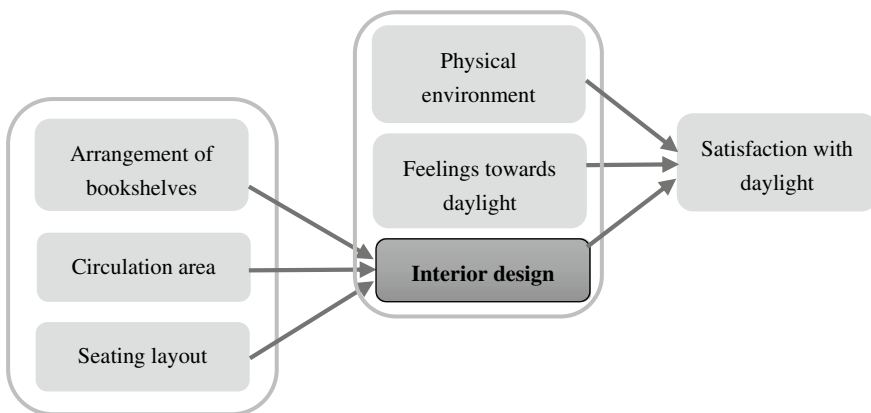 Arrangement of
bookshelves
Circulation area
Seating layout
Physical
environment
Feelings towards
daylight
Interior design
Satisfaction with
daylight